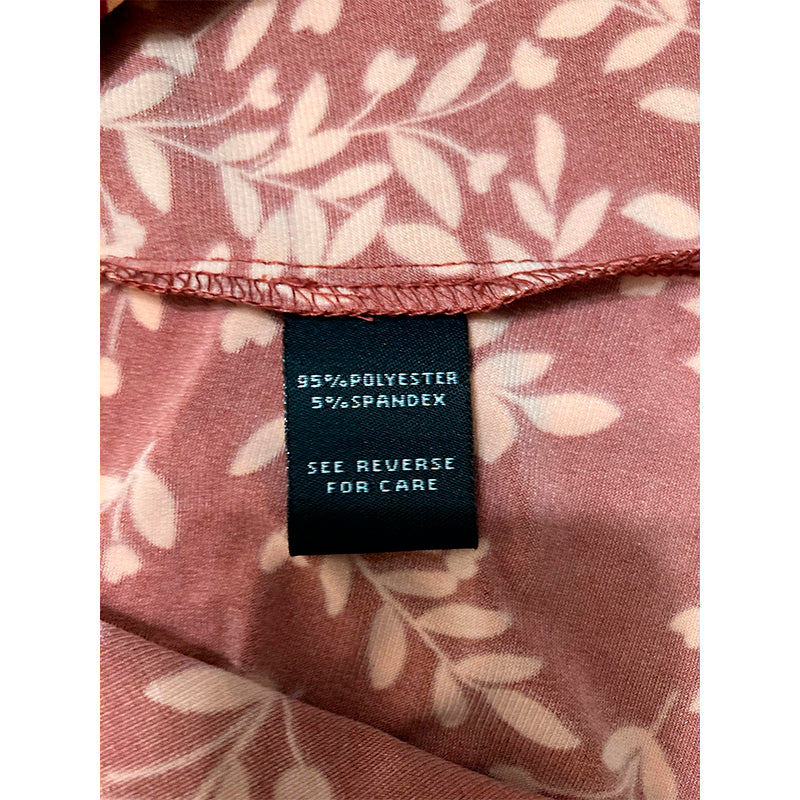 95%POLYESTER
5%SPANDEX
SEE REVERSE
FOR CARE